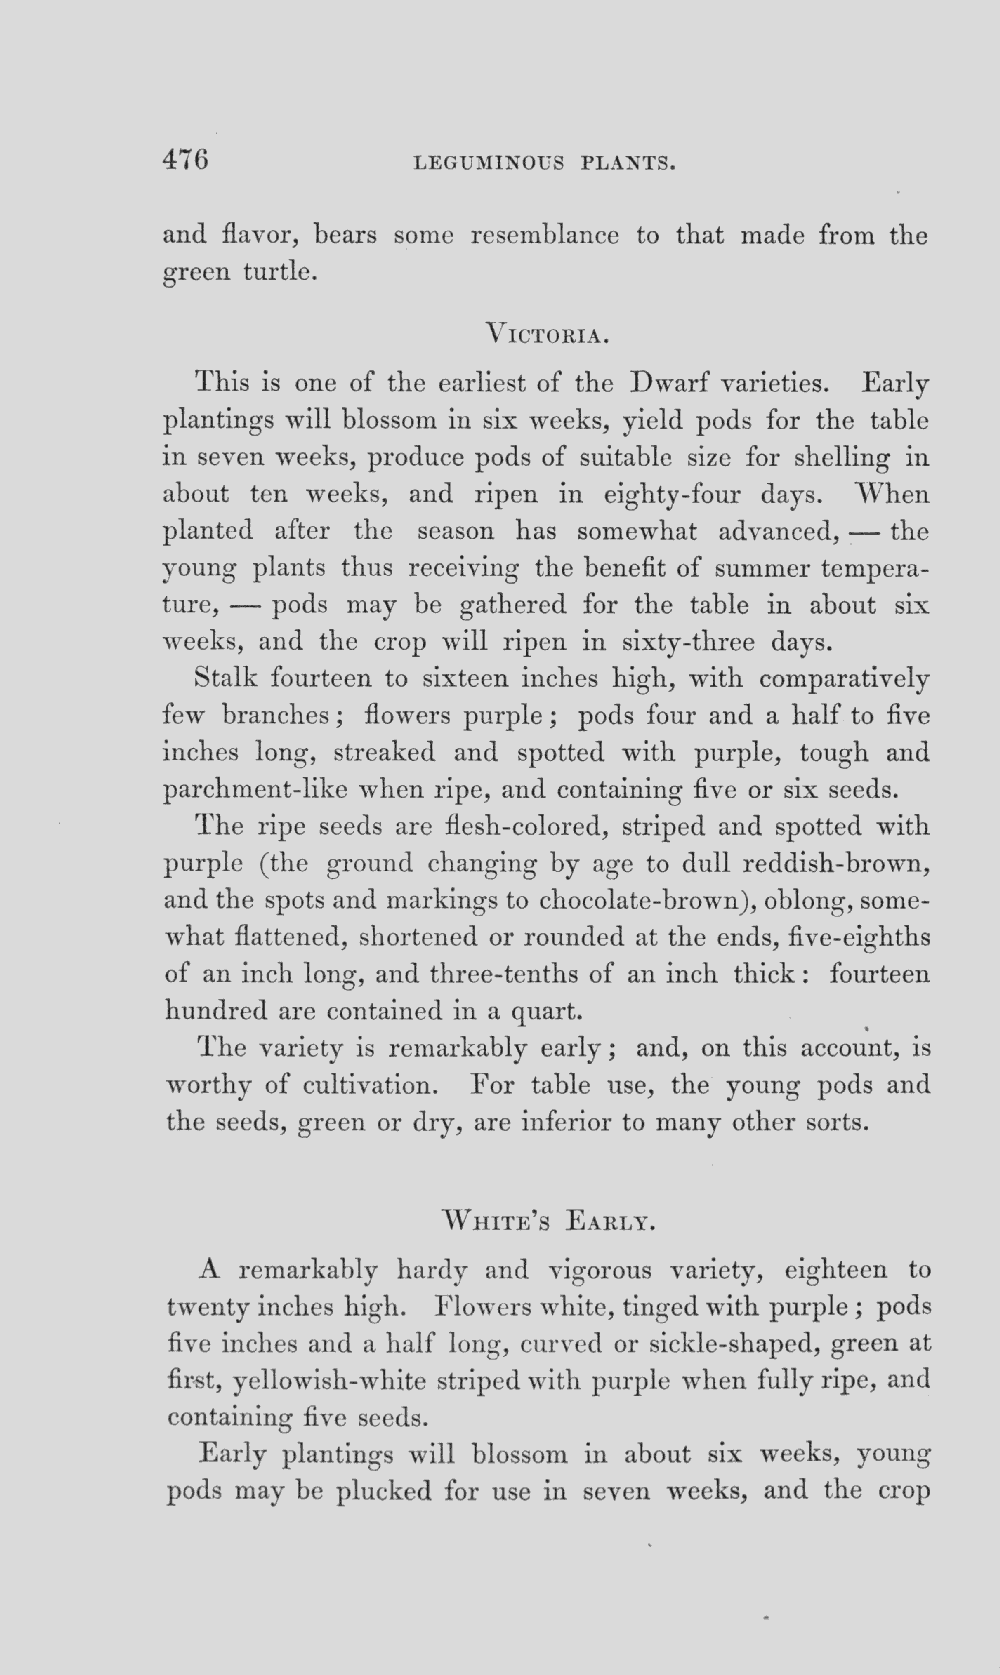 476 LEGUMINOUS PLANTS.
and flavor, bears some resemblance to that made from the
green turtle.
VICTORIA.
This is one of the earliest of the Dwarf varieties. Early
plantings will blossom in six weeks, yield pods for the table
in seven weeks, produce pods of suitable size for shelling in
about ten weeks, and ripen in eighty-four days. When
planted after the season has somewhat advanced, — the
young plants thus receiving the benefit of summer tempera-
ture, — pods may be gathered for the table in about six
weeks, and the crop will ripen in sixty-three days.
Stalk fourteen to sixteen inches high, with comparatively
few branches; flowers purple; pods four and a half to five
inches long, streaked and spotted with purple, tough and
parchment-like when ripe, and containing five or six seeds.
The ripe seeds are flesh-colored, striped and spotted with
purple (the ground changing by age to dull reddish-brown,
and the spots and markings to chocolate-brown), oblong, some-
what flattened, shortened or rounded at the ends, five-eighths
of an inch long, and three-tenths of an inch thick: fourteen
hundred are contained in a quart.
The variety is remarkably early; and, on this account, is
worthy of cultivation. For table use, the young pods and
the seeds, green or dry, are inferior to many other sorts.
WHITE'S EARLY.
A remarkably hardy and vigorous variety, eighteen to
twenty inches high. Flowers white, tinged with purple; pods
five inches and a half long, curved or sickle-shaped, green at
first, yellowish-white striped with purple when fully ripe, and
containing five seeds.
Early plantings will blossom in about six weeks, young
pods may be plucked for use in seven weeks, and the crop